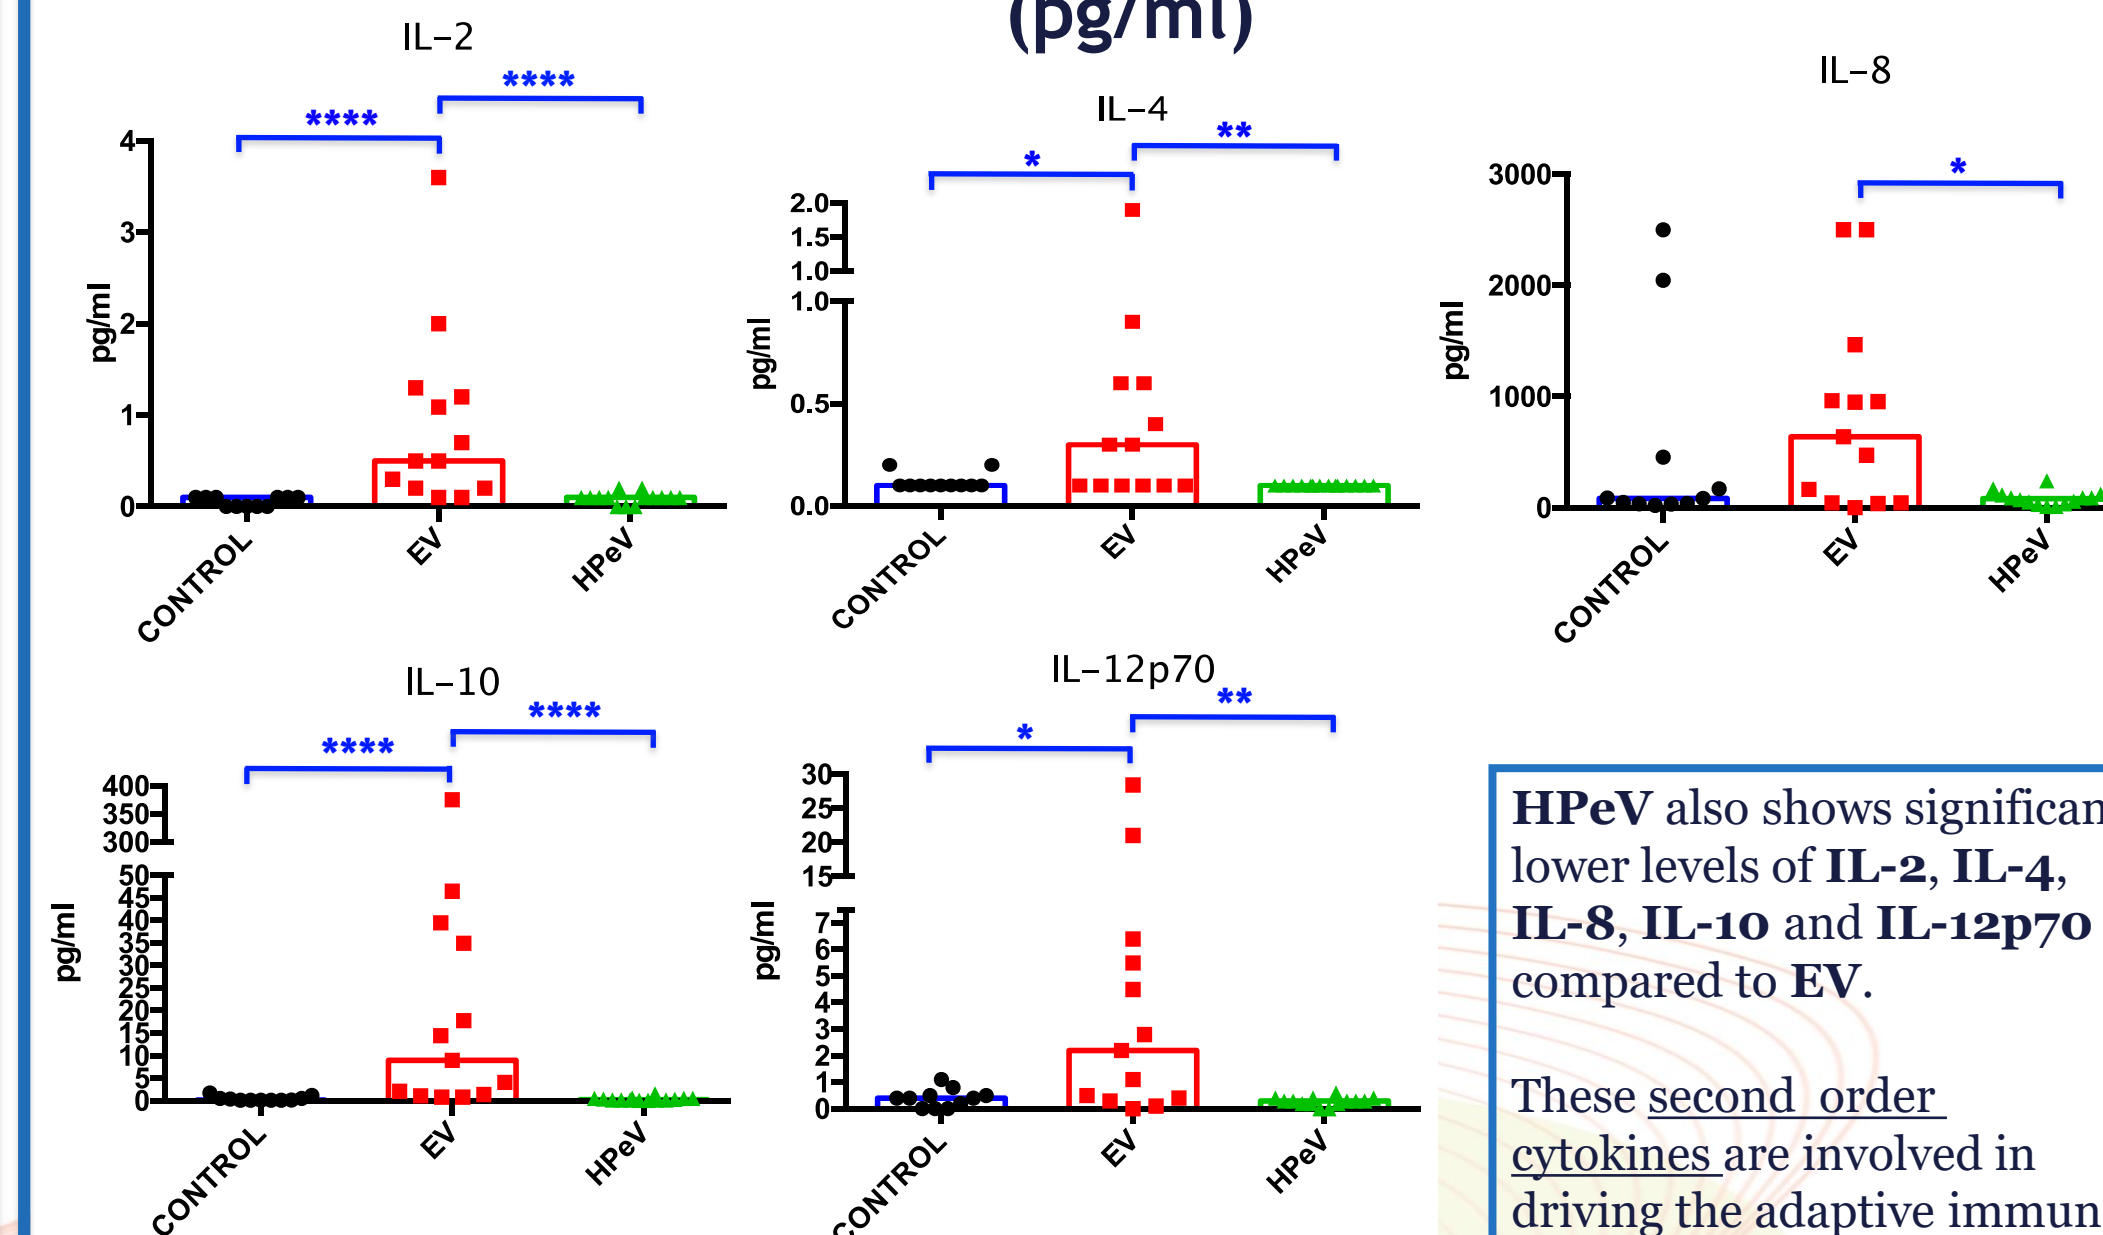 (pg/ml)
IL-2
****
****
4
3
2
1
0
pg/ml
CONTROL
EV
HPeV
IL-4
*
**
2.0
1.5
1.0
1.0
0.5
0.0
pg/ml
CONTROL
EV
HPeV
IL-8
*
3000
2000
1000
0
pg/ml
CONTROL
EV
HPeV
IL-10
****
****
400
350
300
50
45
40
35
30
25
20
15
10
5
0
pg/ml
CONTROL
EV
HPeV
IL-12p70
*
**
30
25
20
15
7
6
5
4
3
2
1
0
pg/ml
CONTROL
EV
HPeV
HPeV also shows significan
lower levels of IL-2, IL-4,
IL-8, IL-10 and IL-12p70
compared to EV.
These second order
cytokines are involved in
driving the adaptive immun